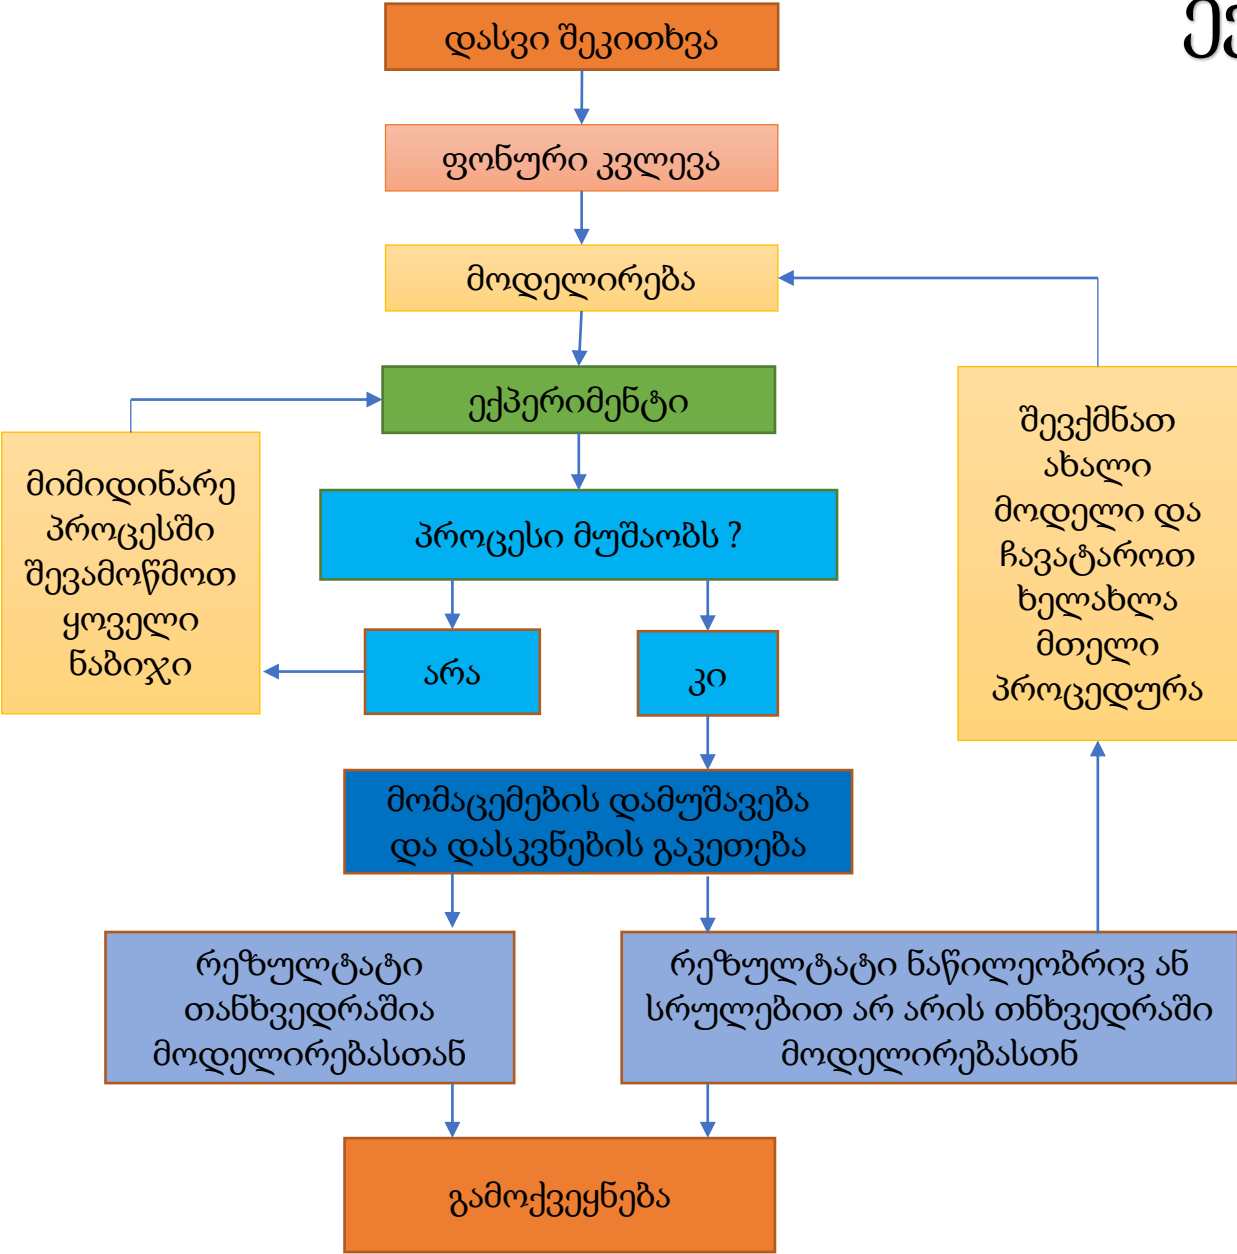 დასვი შეკითხვა
ფონური კვლევა
მოდელირება
ექპერიმენტი
მიმიდინარე
პროცესში
შევამოწმოთ
ყოველი
ნაბიჯი
პროცესი მუშაობს ?
არა
კი
შევქმნათ
ახალი
მოდელი და
ჩავატაროთ
ხელახლა
მთელი
პროცედურა
მომაცემების დამუშავება
და დასკვნების გაკეთება
რეზულტატი
თანხვედრაშია
მოდელირებასთან
რეზულტატი ნაწილეობრივ ან
სრულებით არ არის თნხვედრაში
მოდელირებასთნ
გამოქვეყნება